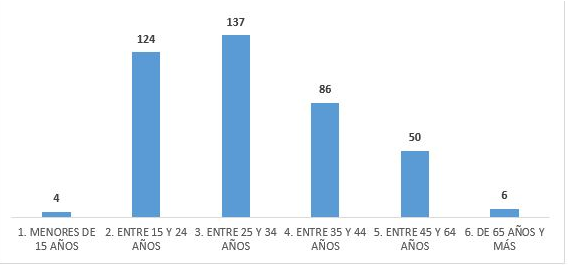 137
124
86
50
4
6
1. MENORES DE
15 AÑOS
2. ENTRE 15 Y 24
AÑOS
3. ENTRE 25 Y 34
AÑOS
4. ENTRE 35 Y 44
AÑOS
5. ENTRE 45 Y 64
AÑOS
6. DE 65 AÑOS Y
MÁS